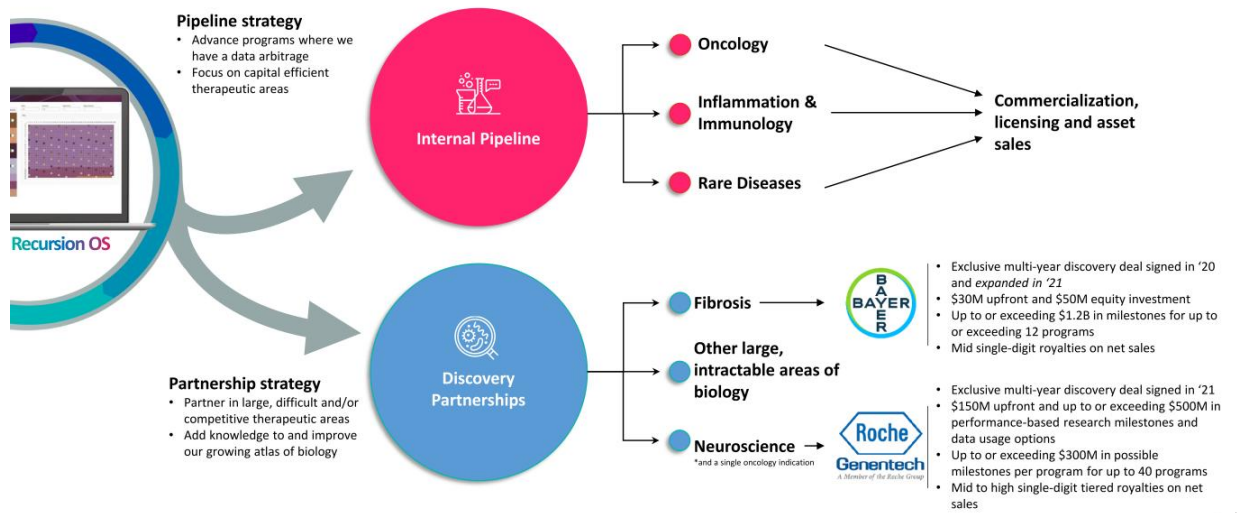 Pipeline strategy
• Advance programs where we
have a data arbitrage
• Focus on capital efficient
therapeutic areas
Recursion OS
Internal Pipeline
Oncology
Inflammation &
Immunology
Rare Diseases
Commercialization,
licensing and asset
sales
Partnership strategy
• Partner in large, difficult and/or
competitive therapeutic areas
• Add knowledge to and improve
our growing atlas of biology
Discovery
Partnerships
Fibrosis
Other large,
intractable areas of
biology
Neuroscience
*and a single oncology indication
BAYER
BAYER
• Exclusive multi-year discovery deal signed in ‘20
and expanded in ‘21
• $30M upfront and $50M equity investment
• Up to or exceeding $1.2B in milestones for up to
or exceeding 12 programs
• Mid single-digit royalties on net sales
Roche
Genentech
A Member of the Roche Group
• Exclusive multi-year discovery deal signed in ‘21
• $150M upfront and up to or exceeding $500M in
performance-based research milestones and
data usage options
• Up to or exceeding $300M in possible
milestones per program for up to 40 programs
• Mid to high single-digit tiered royalties on net
sales